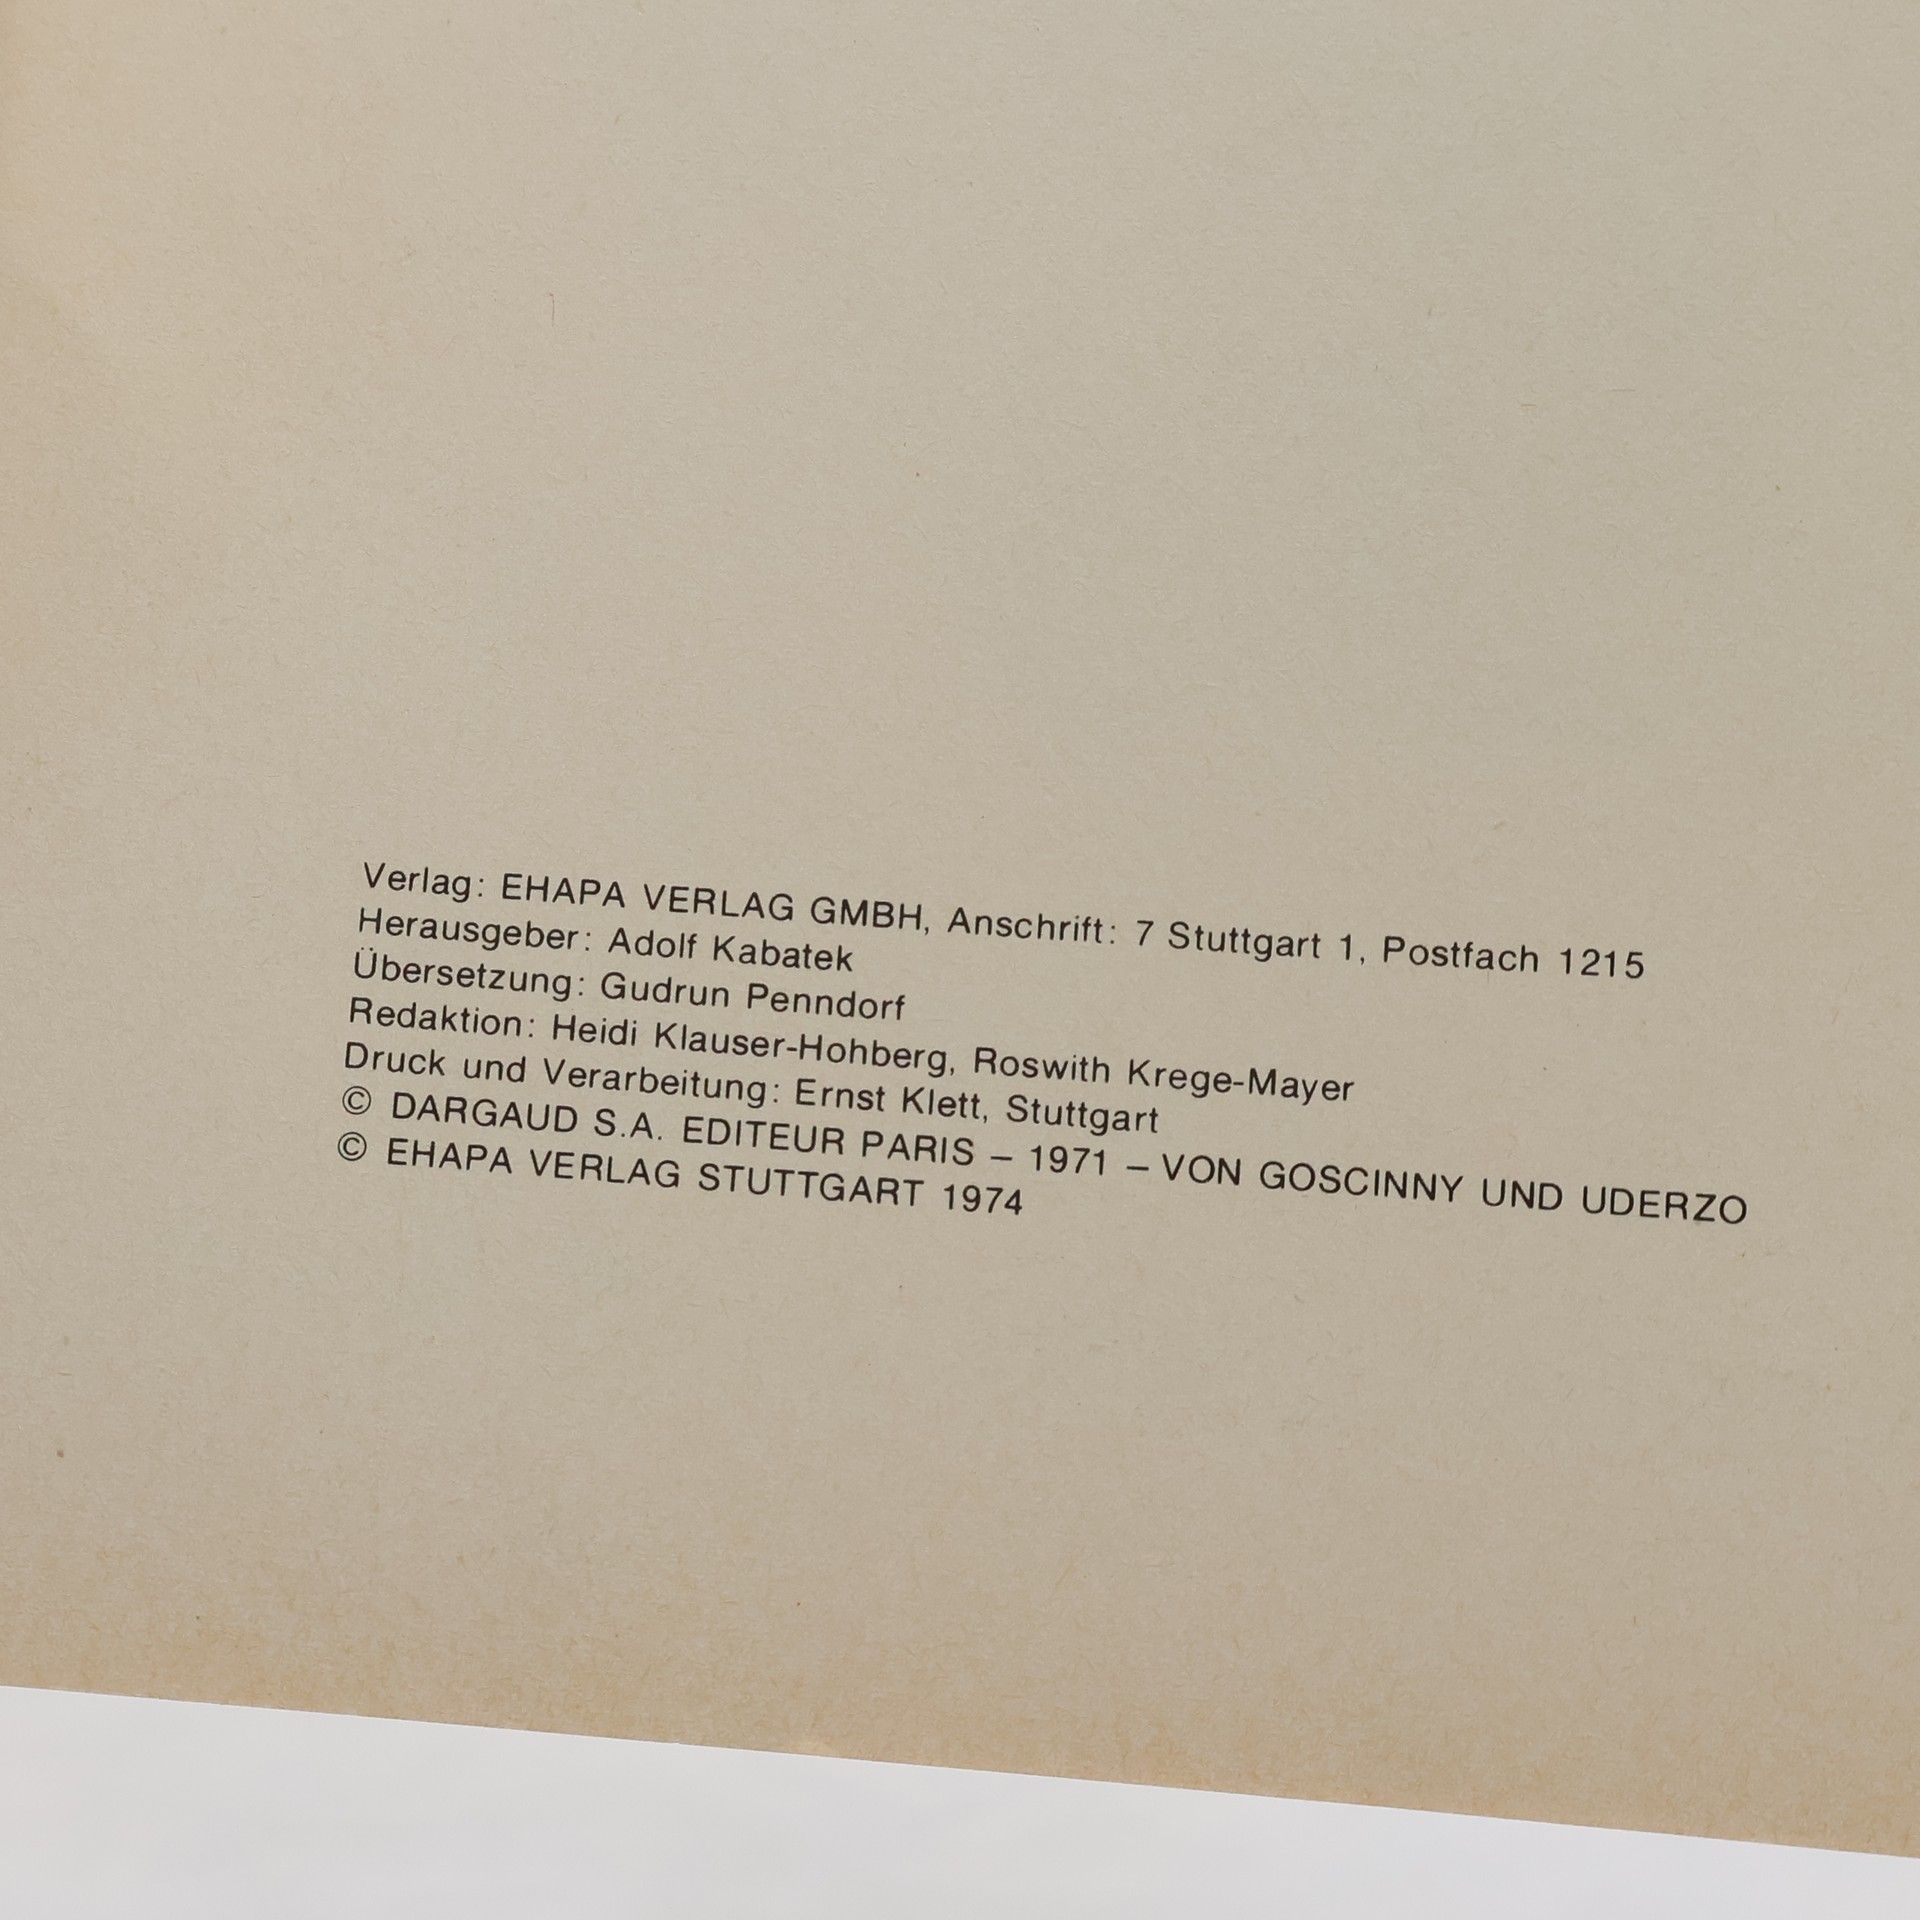 Verlag: EHAPA VERLAG GMBH, Anschrift: 7 Stuttgart 1, Postfach 1215
Herausgeber: Adolf Kabatek
Übersetzung: Gudrun Penndorf
Redaktion: Heidi Klauser-Hohberg, Roswith Krege-Mayer
Druck und Verarbeitung: Ernst Klett, Stuttgart
© DARGAUD S.A. EDITEUR PARIS – 1971 – VON GOSCINNY UND UDERZO
© EHAPA VERLAG STUTTGART 1974